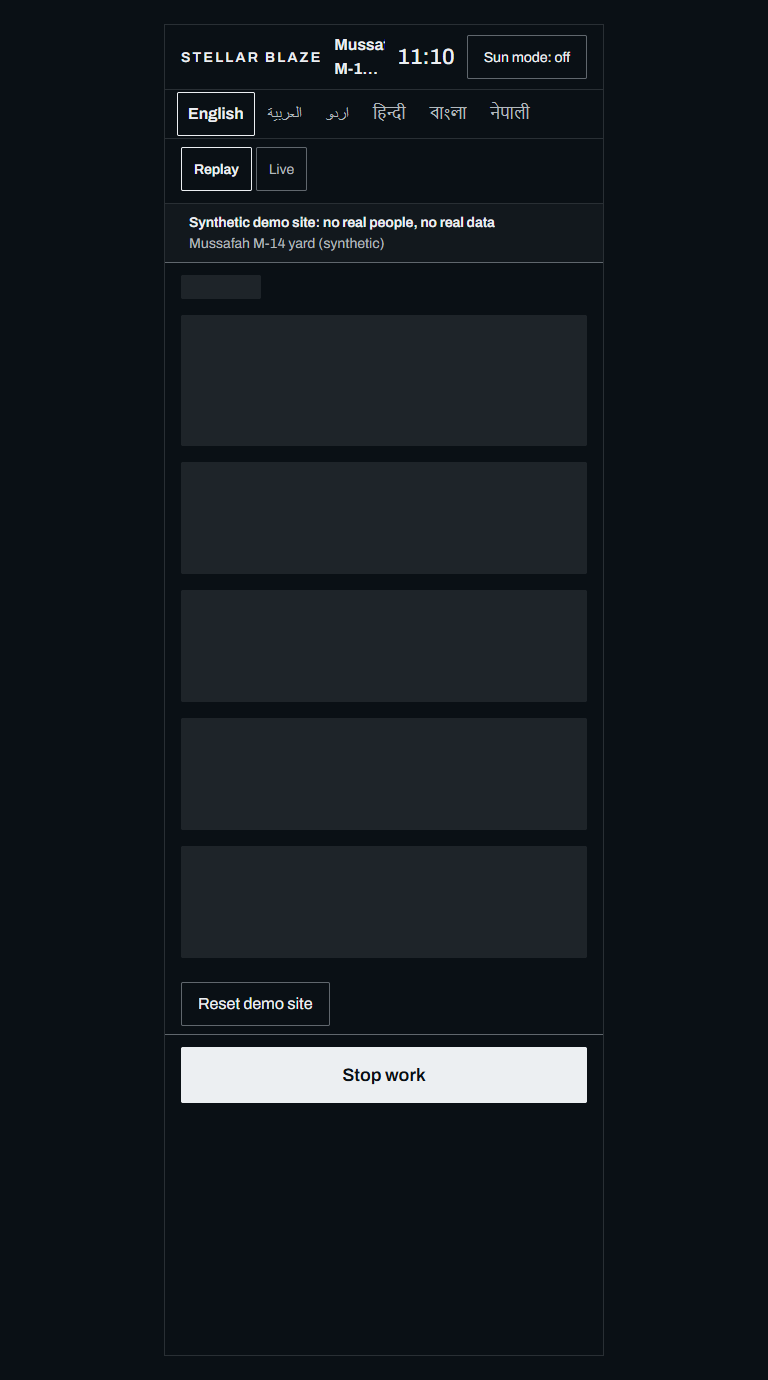 STELLAR BLAZE
Mussaf
M-1...
11:10
Sun mode: off
English
العربية
اردو
हिन्दी
বাংলা
नेपाली
Replay
Live
Synthetic demo site: no real people, no real data
Mussafah M-14 yard (synthetic)
Reset demo site
Stop work